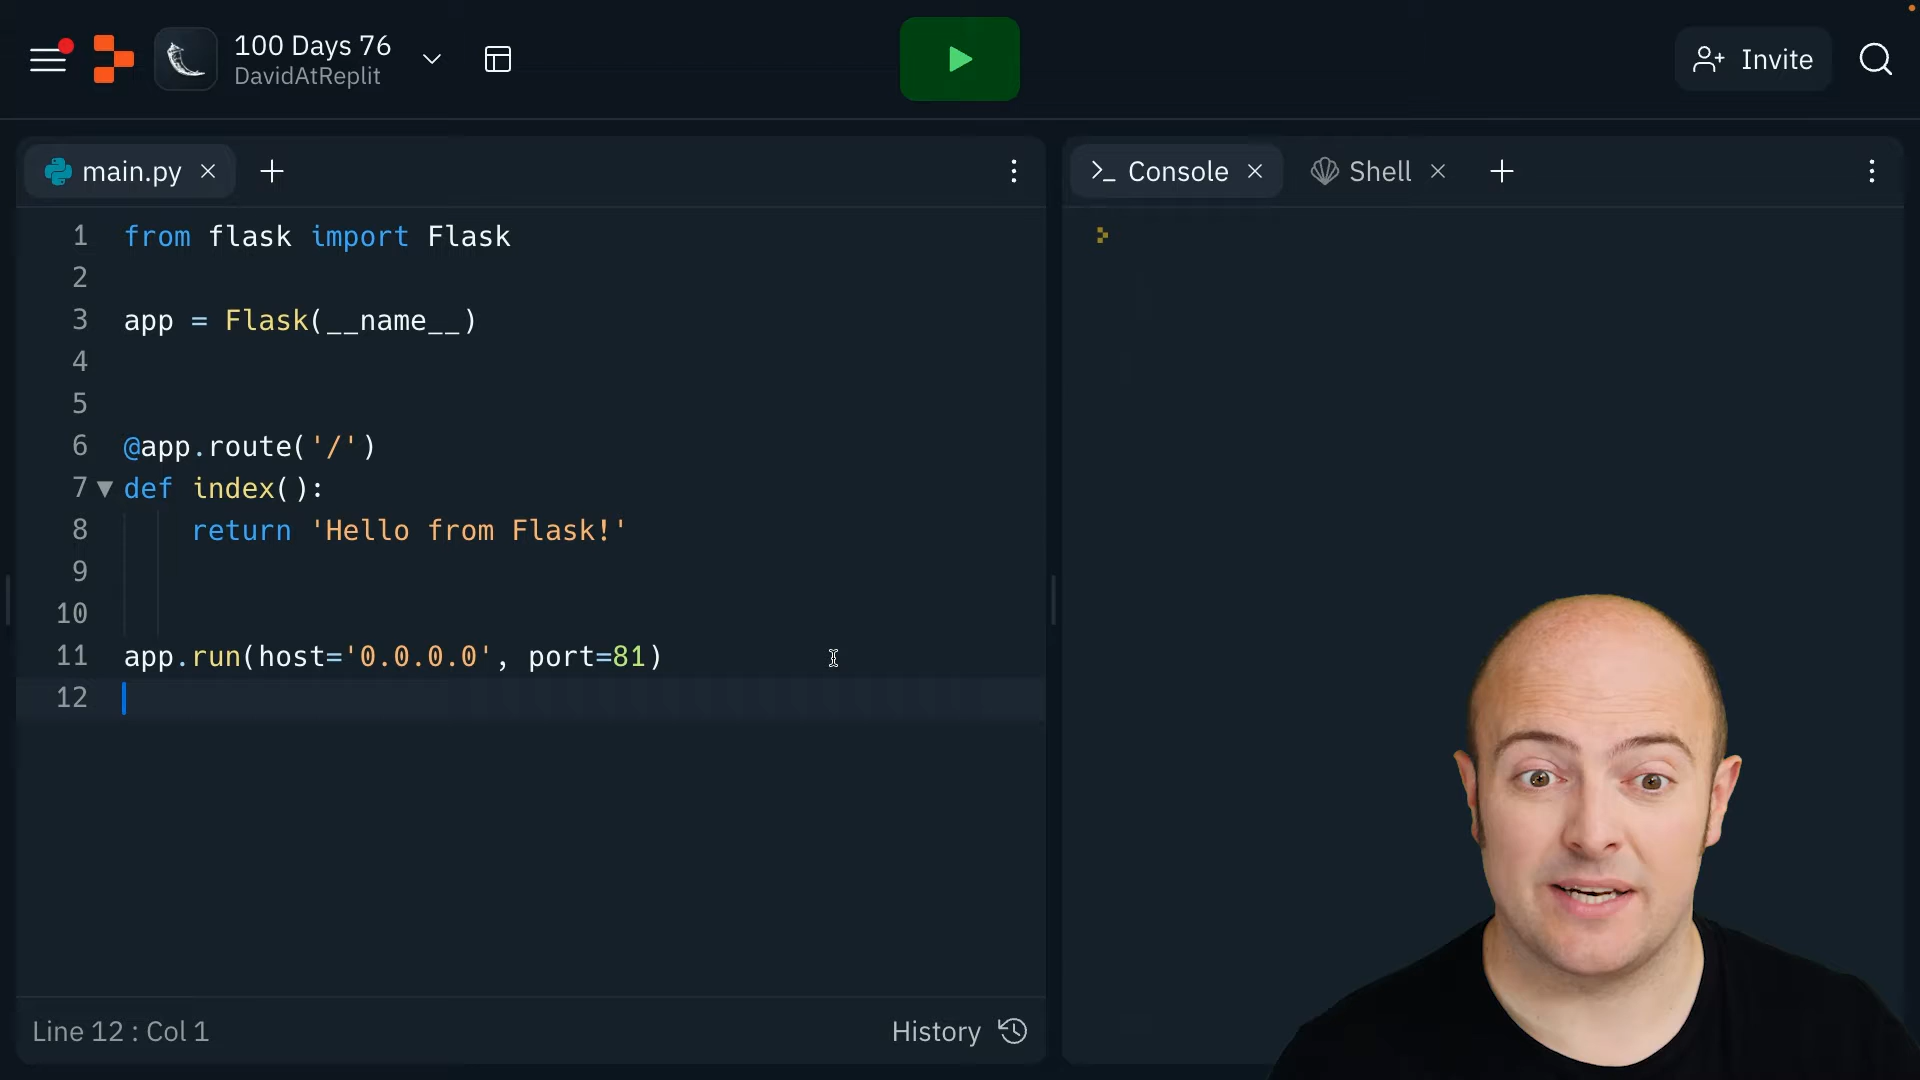 100 Days 76
DavidAtReplit
Invite
main.py
Console
Shell
1 from flask import Flask
2
3 app = Flask(__name__)
4
5
6 @app.route('/')
7 def index():
8 return 'Hello from Flask!'
9
10
11 app.run(host='0.0.0.0', port=81)
12
Line 12 : Col 1
History